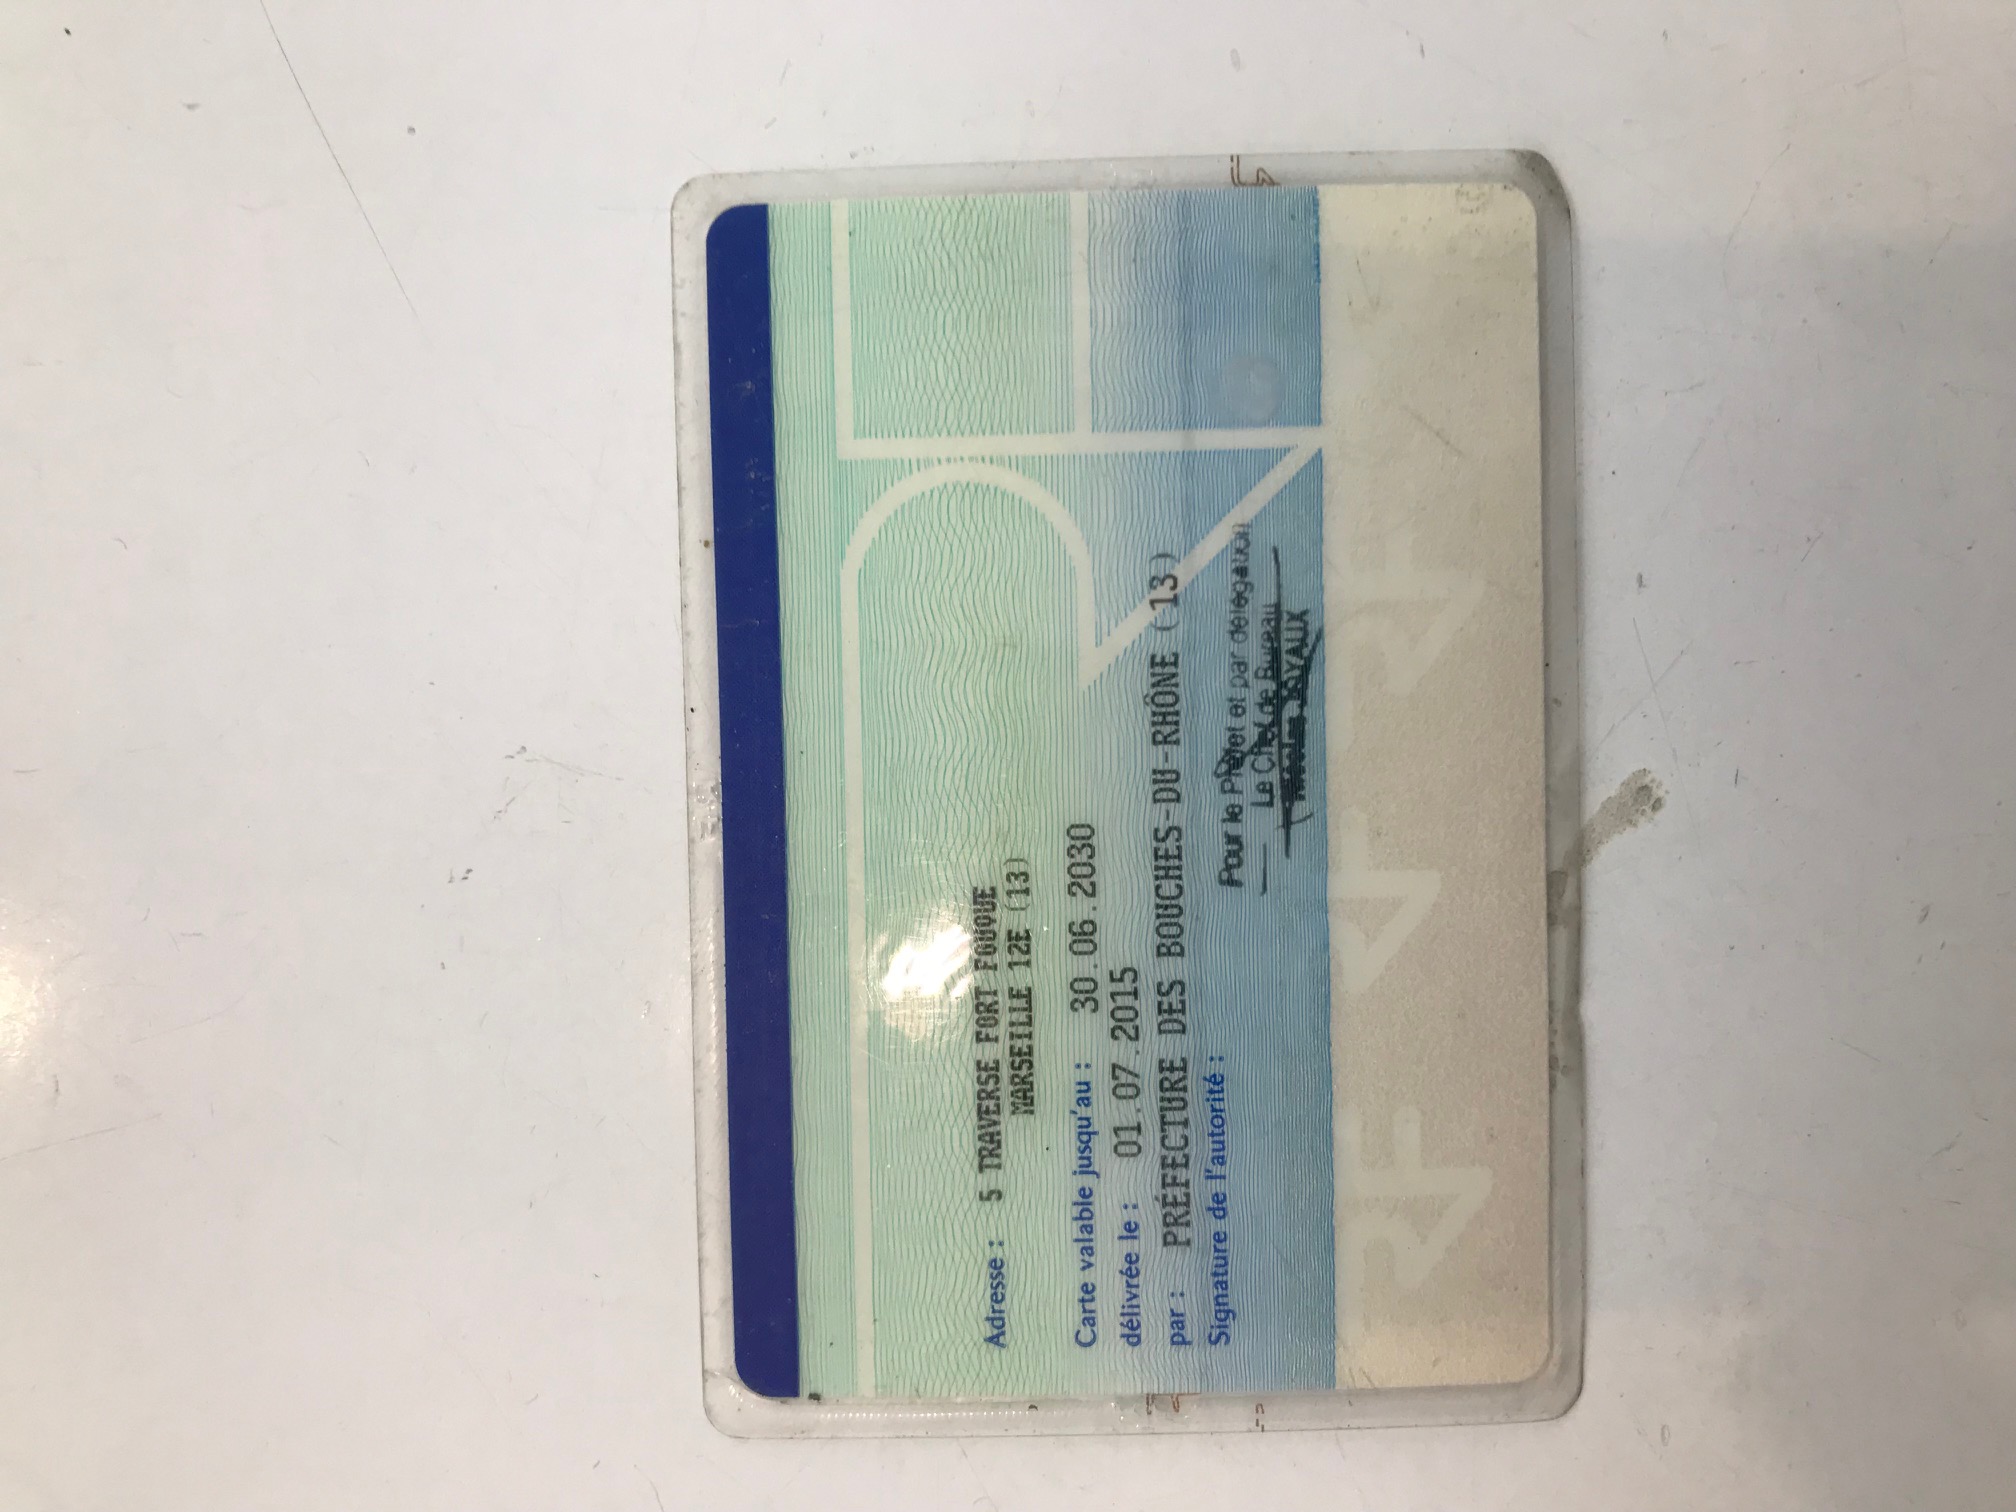 Adresse : 5 TRAVERSE FORT FOUQUE
MARSEILLE 12E (13)
Carte valable jusqu'au : 30.06.2030
délivrée le : 01.07.2015
par : PRÉFECTURE DES BOUCHES-DU-RHÔNE (13)
Signature de l'autorité :
Pour le Préfet et par délégation
Le Chef de Bureau
RF